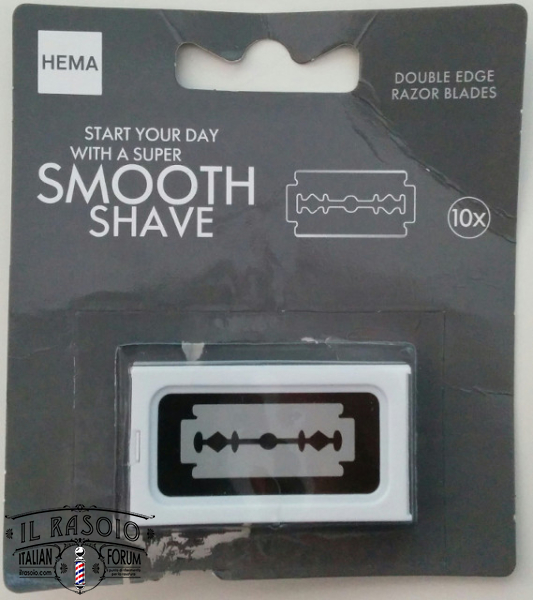 HEMA
DOUBLE EDGE
RAZOR BLADES
START YOUR DAY
WITH A SUPER
SMOOTH
SHAVE
10x
IL RASOIO
ITALIAN FORUM
ilrasoio.com